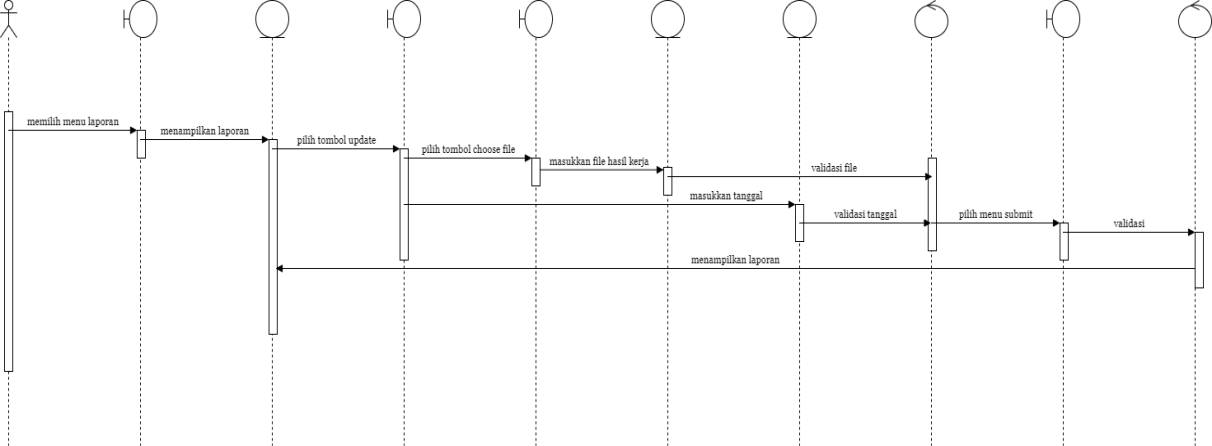 memilih menu laporan
menampilkan laporan
pilih tombol update
pilih tombol choose file
masukkan file hasil kerja
validasi file
masukkan tanggal
validasi tanggal
pilih menu submit
validasi
menampilkan laporan